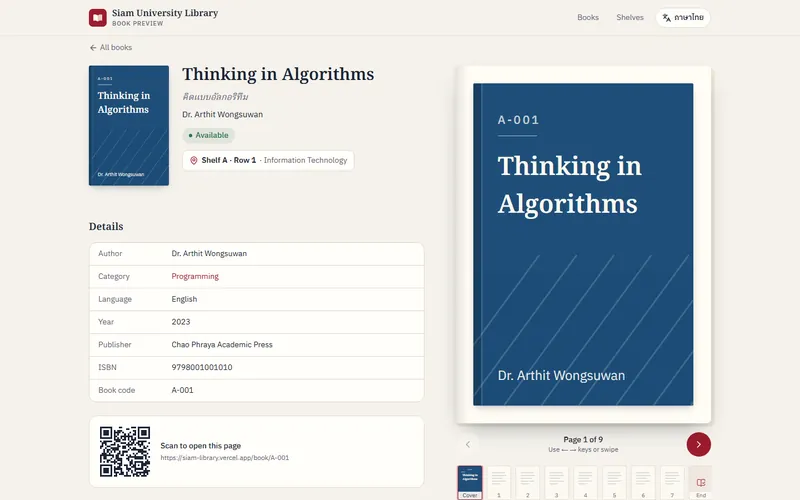 Siam University Library
BOOK PREVIEW
Books
Shelves
ภาษาไทย
← All books
A-001
Thinking in
Algorithms
Dr. Arthit Wongsuwan
Thinking in Algorithms
คิดแบบอัลกอริทึม
Dr. Arthit Wongsuwan
Available
Shelf A · Row 1 · Information Technology
Details
Author Dr. Arthit Wongsuwan
Category Programming
Language English
Year 2023
Publisher Chao Phraya Academic Press
ISBN 9798001001010
Book code A-001
Scan to open this page
https://siam-library.vercel.app/book/A-001
A-001
Thinking in
Algorithms
Dr. Arthit Wongsuwan
Page 1 of 9
Use ← → keys or swipe
Thinking in
Algorithms
Cover
1
2
3
4
5
6
7
End